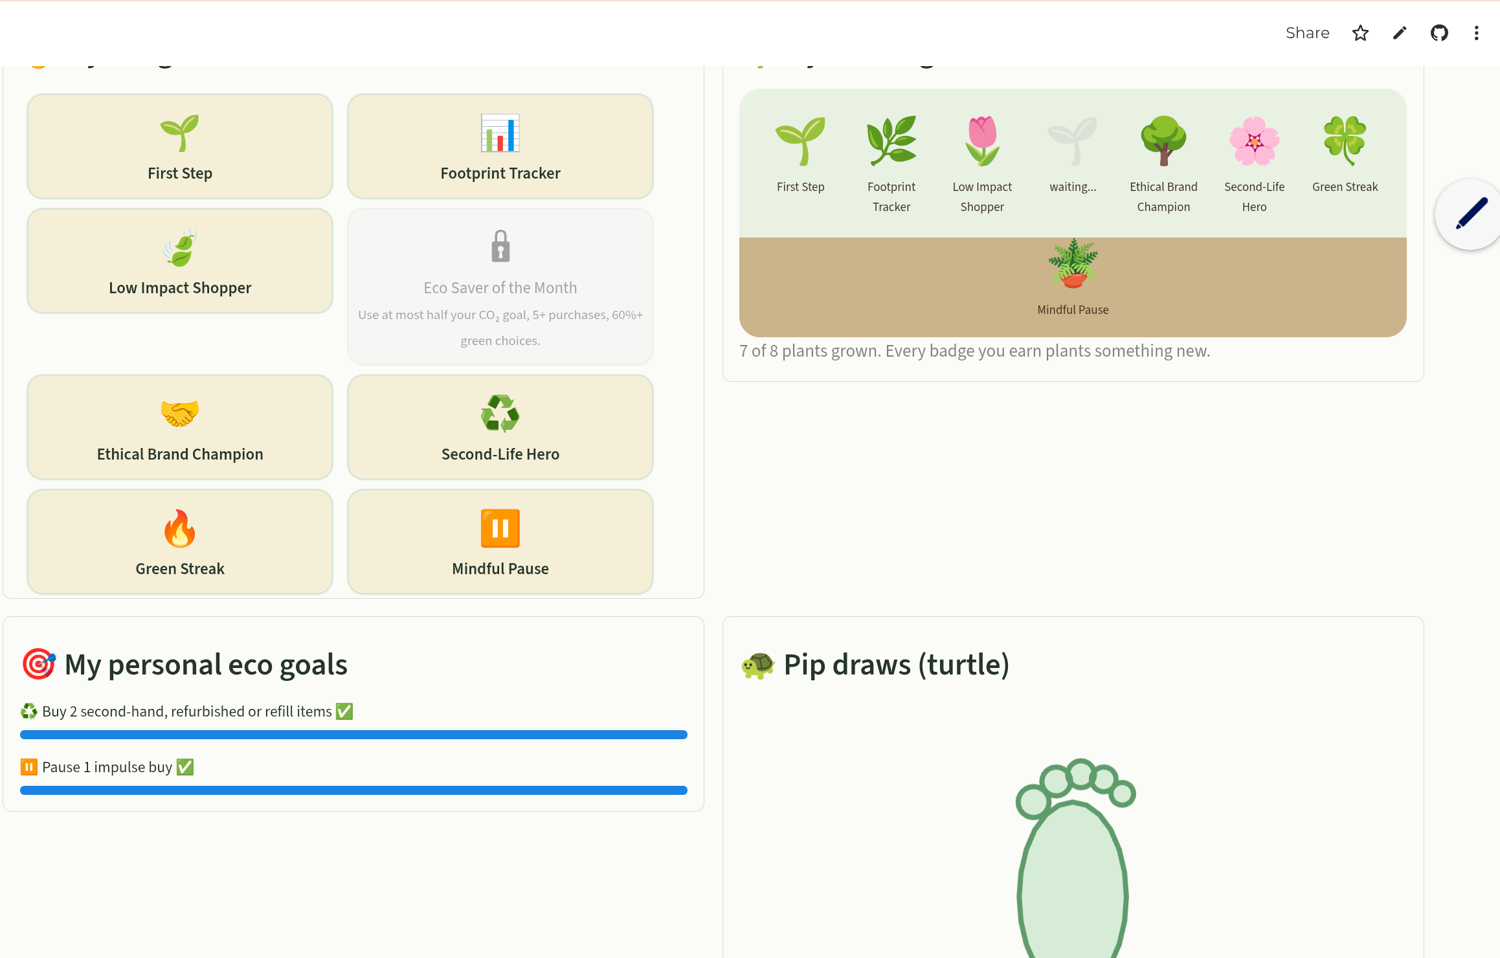 Share
First Step
Footprint Tracker
Low Impact Shopper
Eco Saver of the Month
Use at most half your CO₂ goal, 5+ purchases, 60%+
green choices.
Ethical Brand Champion
Second-Life Hero
Green Streak
Mindful Pause
First Step
Footprint
Tracker
Low Impact
Shopper
waiting...
Ethical Brand
Champion
Second-Life
Hero
Green Streak
Mindful Pause
7 of 8 plants grown. Every badge you earn plants something new.
My personal eco goals
Buy 2 second-hand, refurbished or refill items
Pause 1 impulse buy
Pip draws (turtle)